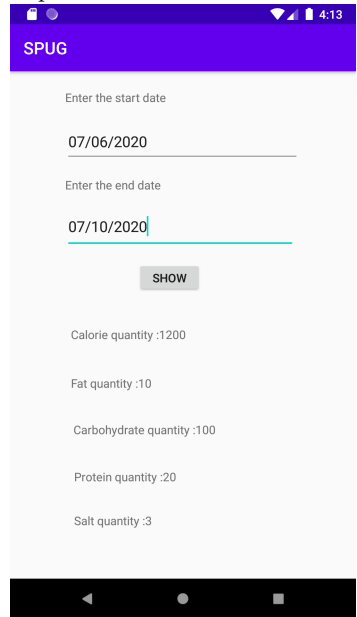 4:13
SPUG
Enter the start date
07/06/2020
Enter the end date
07/10/2020
SHOW
Calorie quantity :1200
Fat quantity :10
Carbohydrate quantity :100
Protein quantity :20
Salt quantity :3